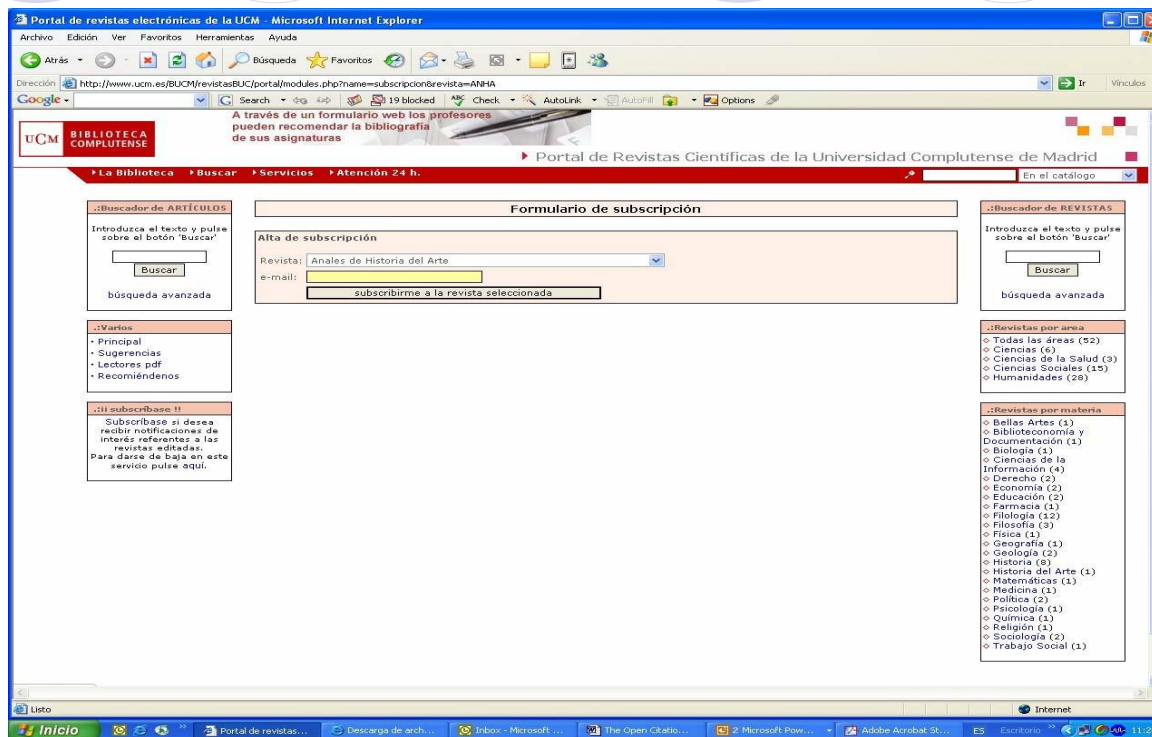 Portal de revistas electrónicas de la UCM - Microsoft Internet Explorer
Archivo Edición Ver Favoritos Herramientas Ayuda
Atrás Búsqueda Favoritos
Dirección http://www.ucm.es/BUCM/revistasBUC/portal/modules.php?name=subscripcion&revista=ANHA Ir Vínculos
Google Search 19 blocked Check AutoLink AutoFill Options
A través de un formulario web los profesores
pueden recomendar la bibliografía
de sus asignaturas
UCM BIBLIOTECA
COMPLUTENSE
Portal de Revistas Científicas de la Universidad Complutense de Madrid
La Biblioteca Buscar Servicios Atención 24 h. En el catálogo
.:Buscador de ARTÍCULOS
Introduzca el texto y pulse
sobre el botón 'Buscar'
Buscar
búsqueda avanzada
.:Varios
· Principal
· Sugerencias
· Lectores pdf
· Recomiéndenos
.:¡¡ subscríbase !!
Subscríbase si desea
recibir notificaciones de
interés referentes a las
revistas editadas.
Para darse de baja en este
servicio pulse aquí.
Formulario de subscripción
Alta de subscripción
Revista: Anales de Historia del Arte
e-mail:
subscribirme a la revista seleccionada
.:Buscador de REVISTAS
Introduzca el texto y pulse
sobre el botón 'Buscar'
Buscar
búsqueda avanzada
.:Revistas por area
Todas las áreas (52)
Ciencias (6)
Ciencias de la Salud (3)
Ciencias Sociales (15)
Humanidades (28)
.:Revistas por materia
Bellas Artes (1)
Biblioteconomía y
Documentación (1)
Biología (1)
Ciencias de la
Información (4)
Derecho (2)
Economía (2)
Educación (2)
Farmacia (1)
Filología (12)
Filosofía (3)
Física (1)
Geografía (1)
Geología (2)
Historia (8)
Historia del Arte (1)
Matemáticas (1)
Medicina (1)
Política (2)
Psicología (1)
Química (1)
Religión (1)
Sociología (2)
Trabajo Social (1)
Listo Internet
Inicio Portal de revistas... Descarga de arch... Inbox - Microsoft ... The Open Citatio... 2 Microsoft Pow... Adobe Acrobat St... ES Escritorio